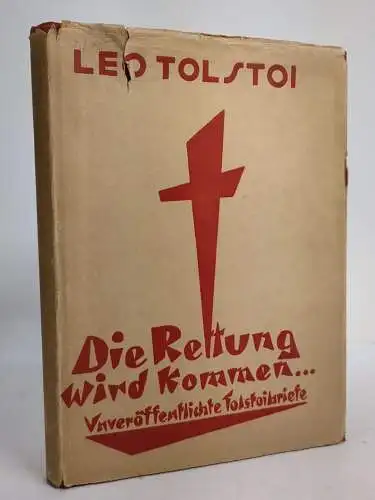 LEO TOLSTOI
Die Rettung
wird kommen...
Unveröffentlichte Tolstoibriefe